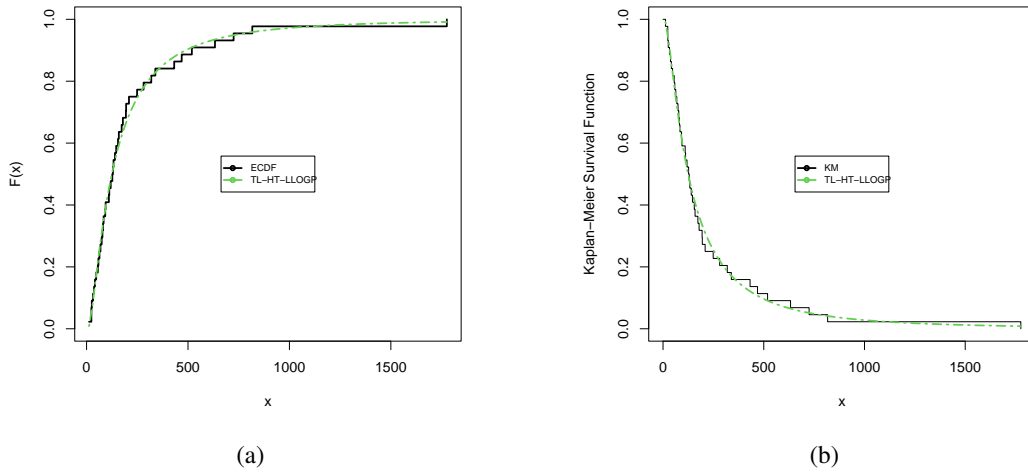 1.0
0.8
0.6
0.4
0.2
0.0
F(x)
ECDF
TL−HT−LLOGP
0 500 1000 1500
x
(a)
1.0
0.8
0.6
0.4
0.2
0.0
Kaplan−Meier Survival Function
KM
TL−HT−LLOGP
0 500 1000 1500
x
(b)